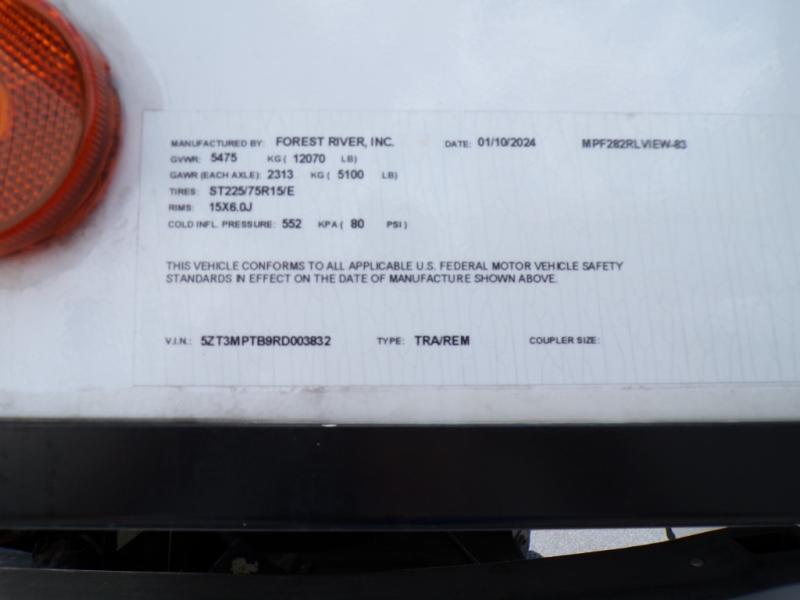 MANUFACTURED BY: FOREST RIVER, INC. DATE: 01/10/2024 MPF282RLVIEW-83
GVWR: 5475 KG ( 12070 LB)
GAWR (EACH AXLE): 2313 KG ( 5100 LB)
TIRES: ST225/75R15/E
RIMS: 15X6.0J
COLD INFL. PRESSURE: 552 KPA ( 80 PSI )
THIS VEHICLE CONFORMS TO ALL APPLICABLE U.S. FEDERAL MOTOR VEHICLE SAFETY
STANDARDS IN EFFECT ON THE DATE OF MANUFACTURE SHOWN ABOVE.
V.I.N.: 5ZT3MPTB9RD003832 TYPE: TRA/REM COUPLER SIZE: